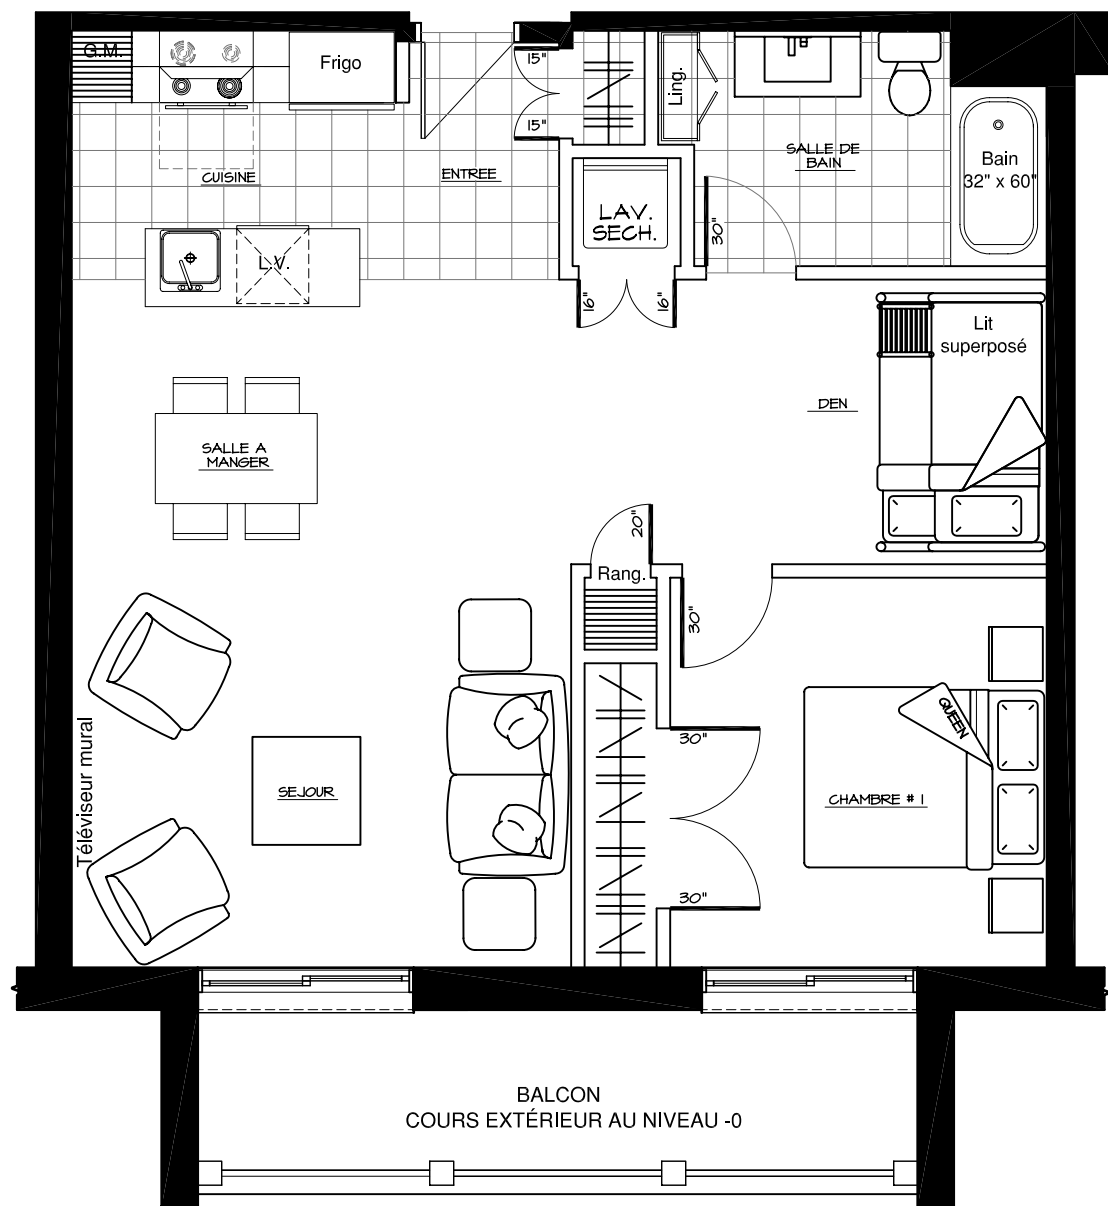 G.M.
Frigo
15"
15"
Ling.
SALLE DE
BAIN
Bain
32" x 60"
CUISINE
ENTREE
LAV.
SECH.
30"
L.V.
16"
16"
Lit
superposé
DEN
SALLE A
MANGER
20"
Rang.
30"
QUEEN
Téléviseur mural
30"
SEJOUR
CHAMBRE # 1
30"
BALCON
COURS EXTÉRIEUR AU NIVEAU -0